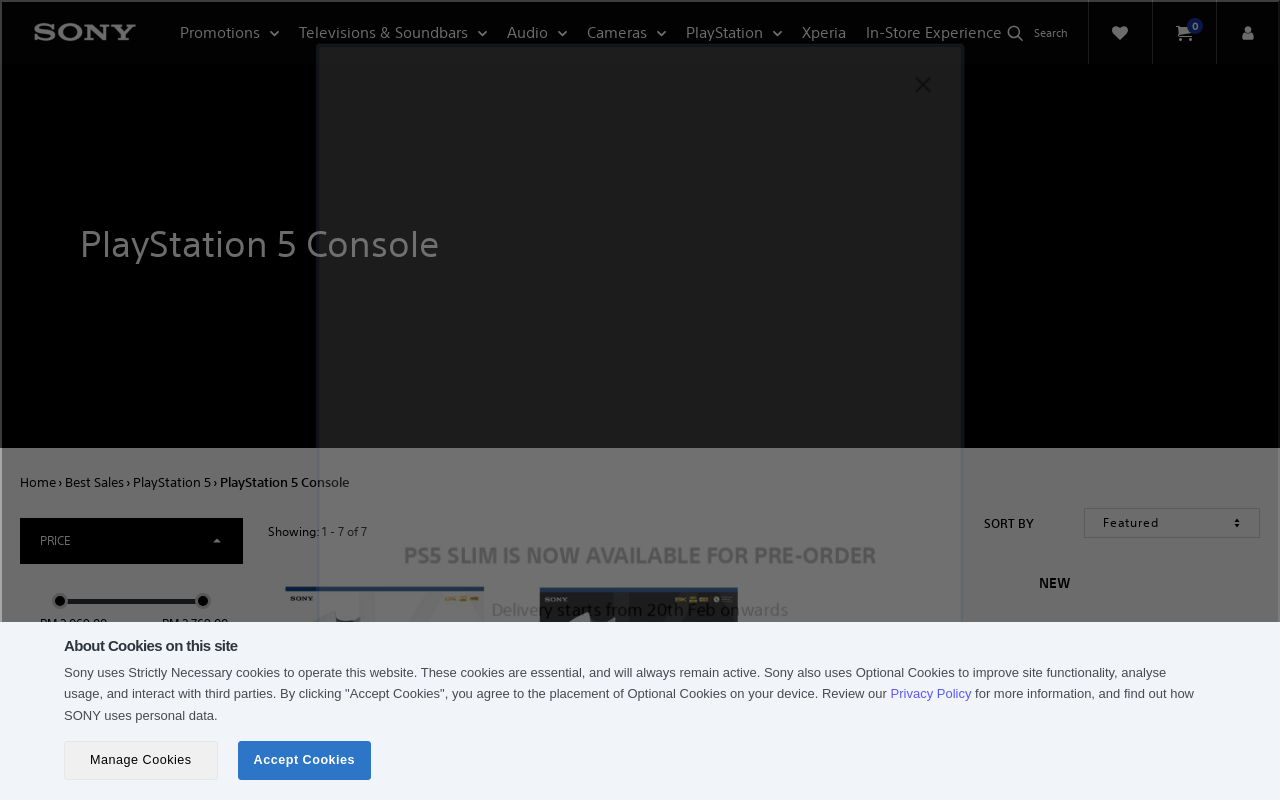 SONY
Promotions
Televisions & Soundbars
Audio
Cameras
PlayStation
Xperia
In-Store Experience
Search
0
PlayStation 5 Console
Home › Best Sales › PlayStation 5 › PlayStation 5 Console
PRICE
Showing: 1 - 7 of 7
SORT BY
Featured
PS5 SLIM IS NOW AVAILABLE FOR PRE-ORDER
NEW
SONY
SONY
Delivery starts from 20th Feb onwards
About Cookies on this site
Sony uses Strictly Necessary cookies to operate this website. These cookies are essential, and will always remain active. Sony also uses Optional Cookies to improve site functionality, analyse
usage, and interact with third parties. By clicking "Accept Cookies", you agree to the placement of Optional Cookies on your device. Review our Privacy Policy for more information, and find out how
SONY uses personal data.
Manage Cookies
Accept Cookies